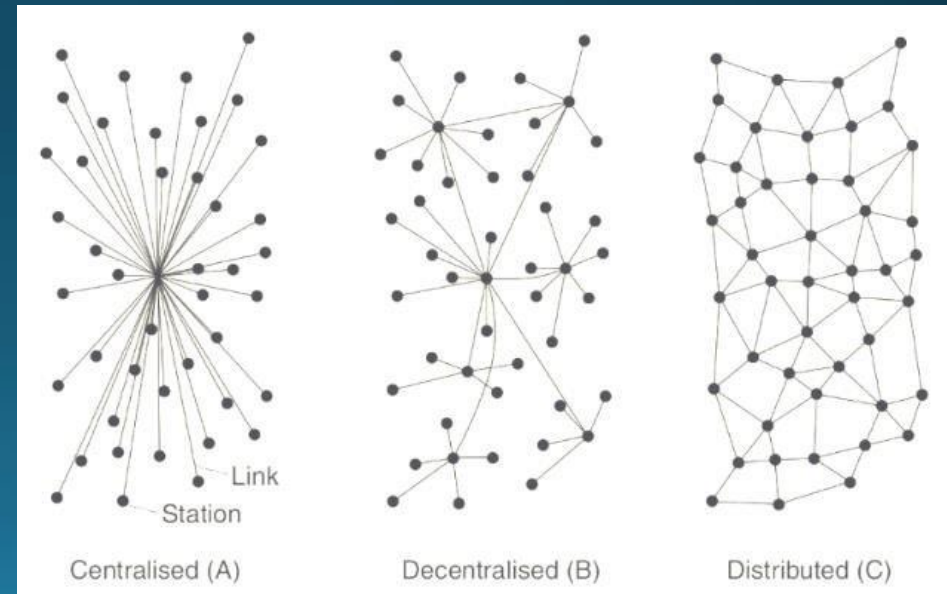 Link
Station
Centralised (A)
Decentralised (B)
Distributed (C)